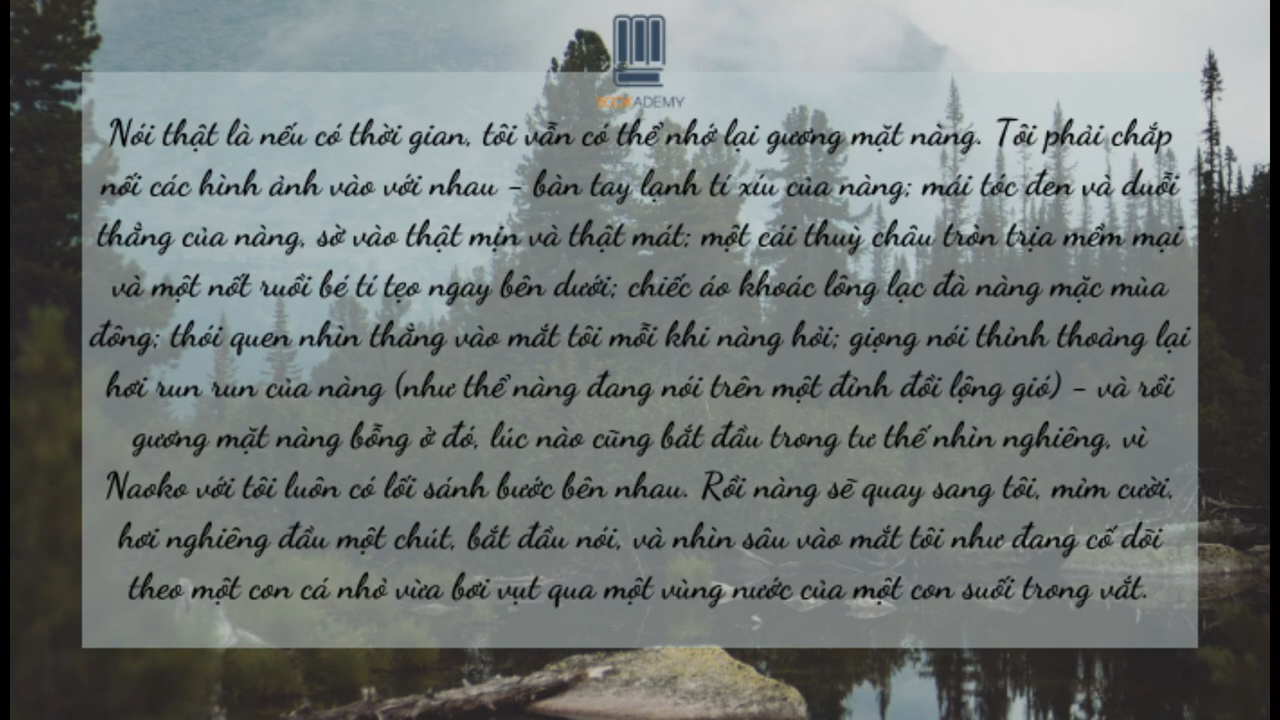 BOOKADEMY
Nói thật là nếu có thời gian, tôi vẫn có thể nhớ lại gương mặt nàng. Tôi phải chắp
nối các hình ảnh vào với nhau – bàn tay lạnh tí xíu của nàng; mái tóc đen và duỗi
thẳng của nàng, sờ vào thật mịn và thật mát; một cái thuỳ châu tròn trịa mềm mại
và một nốt ruồi bé tí tẹo ngay bên dưới; chiếc áo khoác lông lạc đà nàng mặc mùa
đông; thói quen nhìn thẳng vào mắt tôi mỗi khi nàng hỏi; giọng nói thỉnh thoảng lại
hơi run run của nàng (như thể nàng đang nói trên một đỉnh đồi lộng gió) – và rồi
gương mặt nàng bỗng ở đó, lúc nào cũng bắt đầu trong tư thế nhìn nghiêng, vì
Naoko với tôi luôn có lối sánh bước bên nhau. Rồi nàng sẽ quay sang tôi, mỉm cười,
hơi nghiêng đầu một chút, bắt đầu nói, và nhìn sâu vào mắt tôi như đang cố dõi
theo một con cá nhỏ vừa bơi vụt qua một vùng nước của một con suối trong vắt.